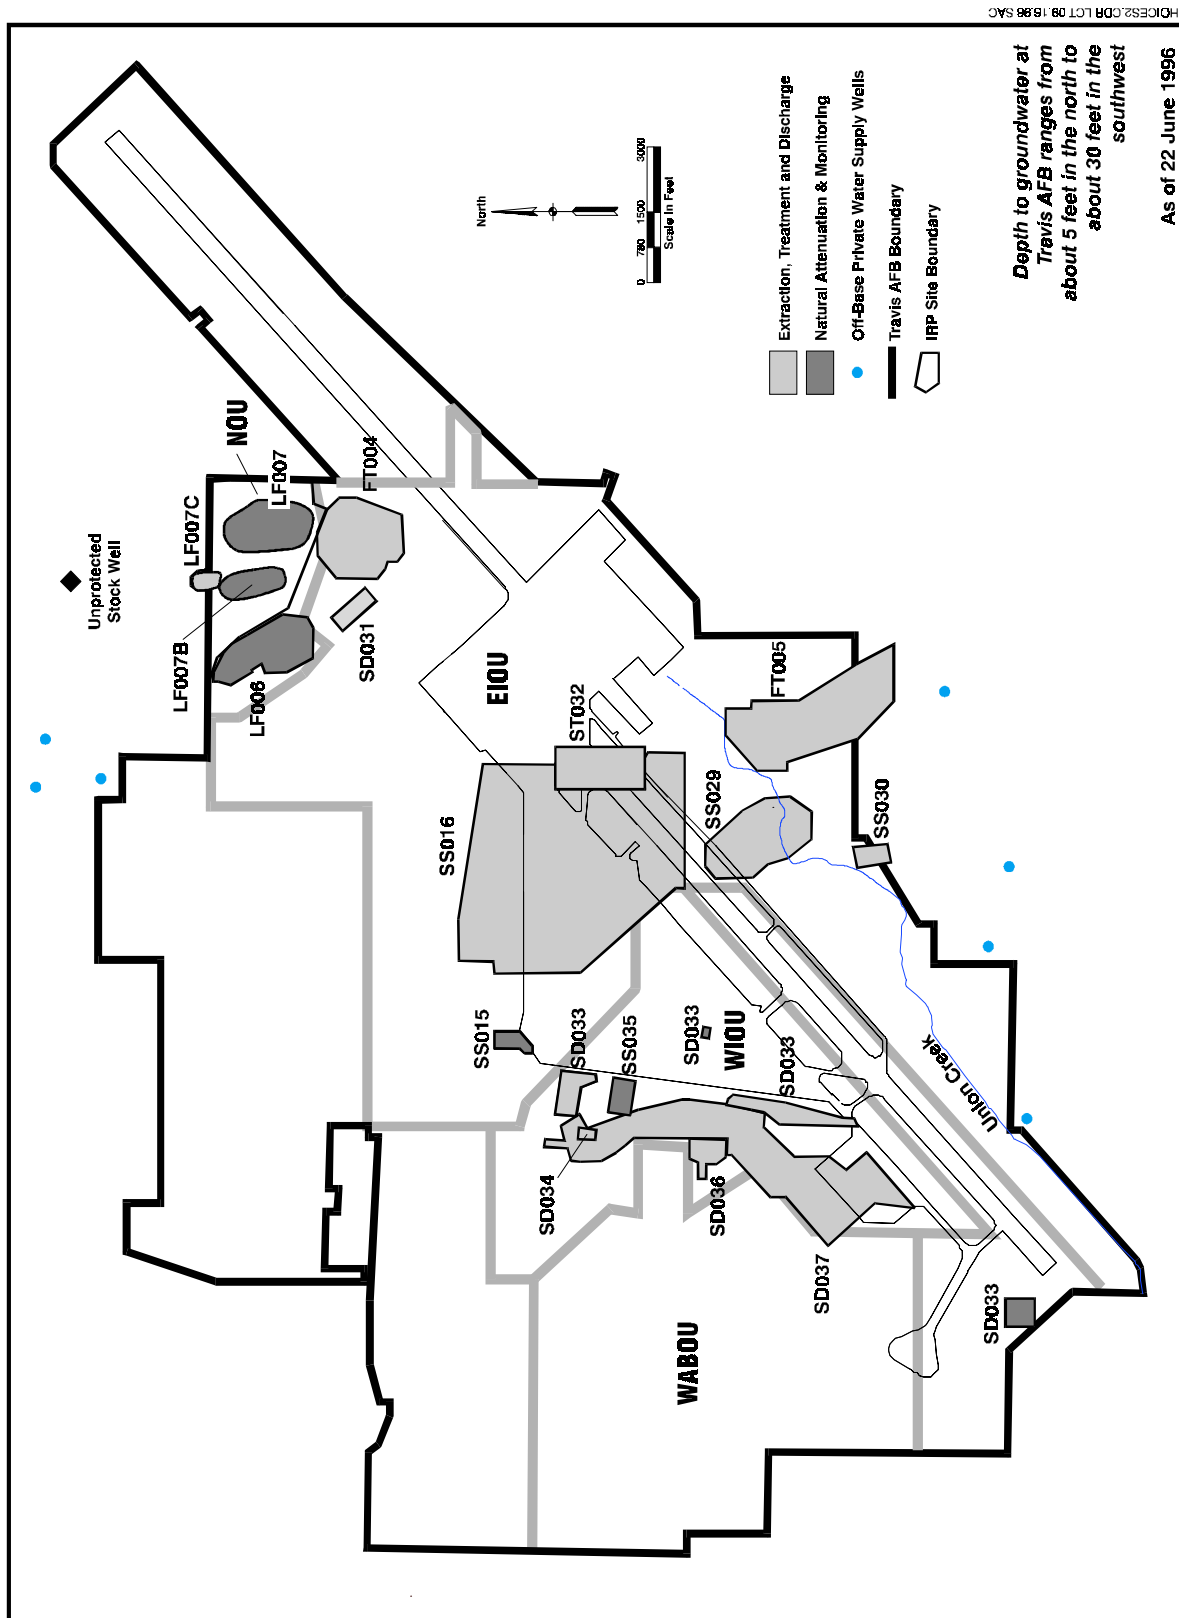 HOICES2.CDR LCT 09.15.96 SAC
Depth to groundwater at
Travis AFB ranges from
about 5 feet in the north to
about 30 feet in the
southwest
As of 22 June 1996
North
0 750 1500 3000
Scale in Feet
Extraction, Treatment and Discharge
Natural Attenuation & Monitoring
Off-Base Private Water Supply Wells
Travis AFB Boundary
IRP Site Boundary
Unprotected
Stock Well
LF007C
LF007
NOU
FT004
LF007B
LF006
SD031
EIOU
ST032
SS016
FT005
SS029
SS030
SS015
SD033
SS035
SD033
WIOU
SD033
Union Creek
SD034
SD036
SD037
SD033
WABOU